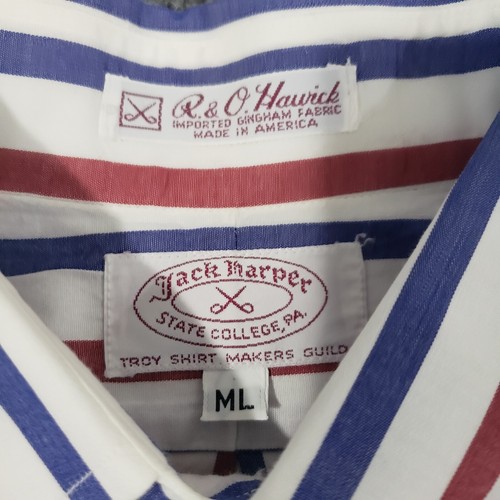 R. & O. Hawick
IMPORTED GINGHAM FABRIC
MADE IN AMERICA
Jack Harper
STATE COLLEGE, PA.
TROY SHIRT MAKERS GUILD
ML